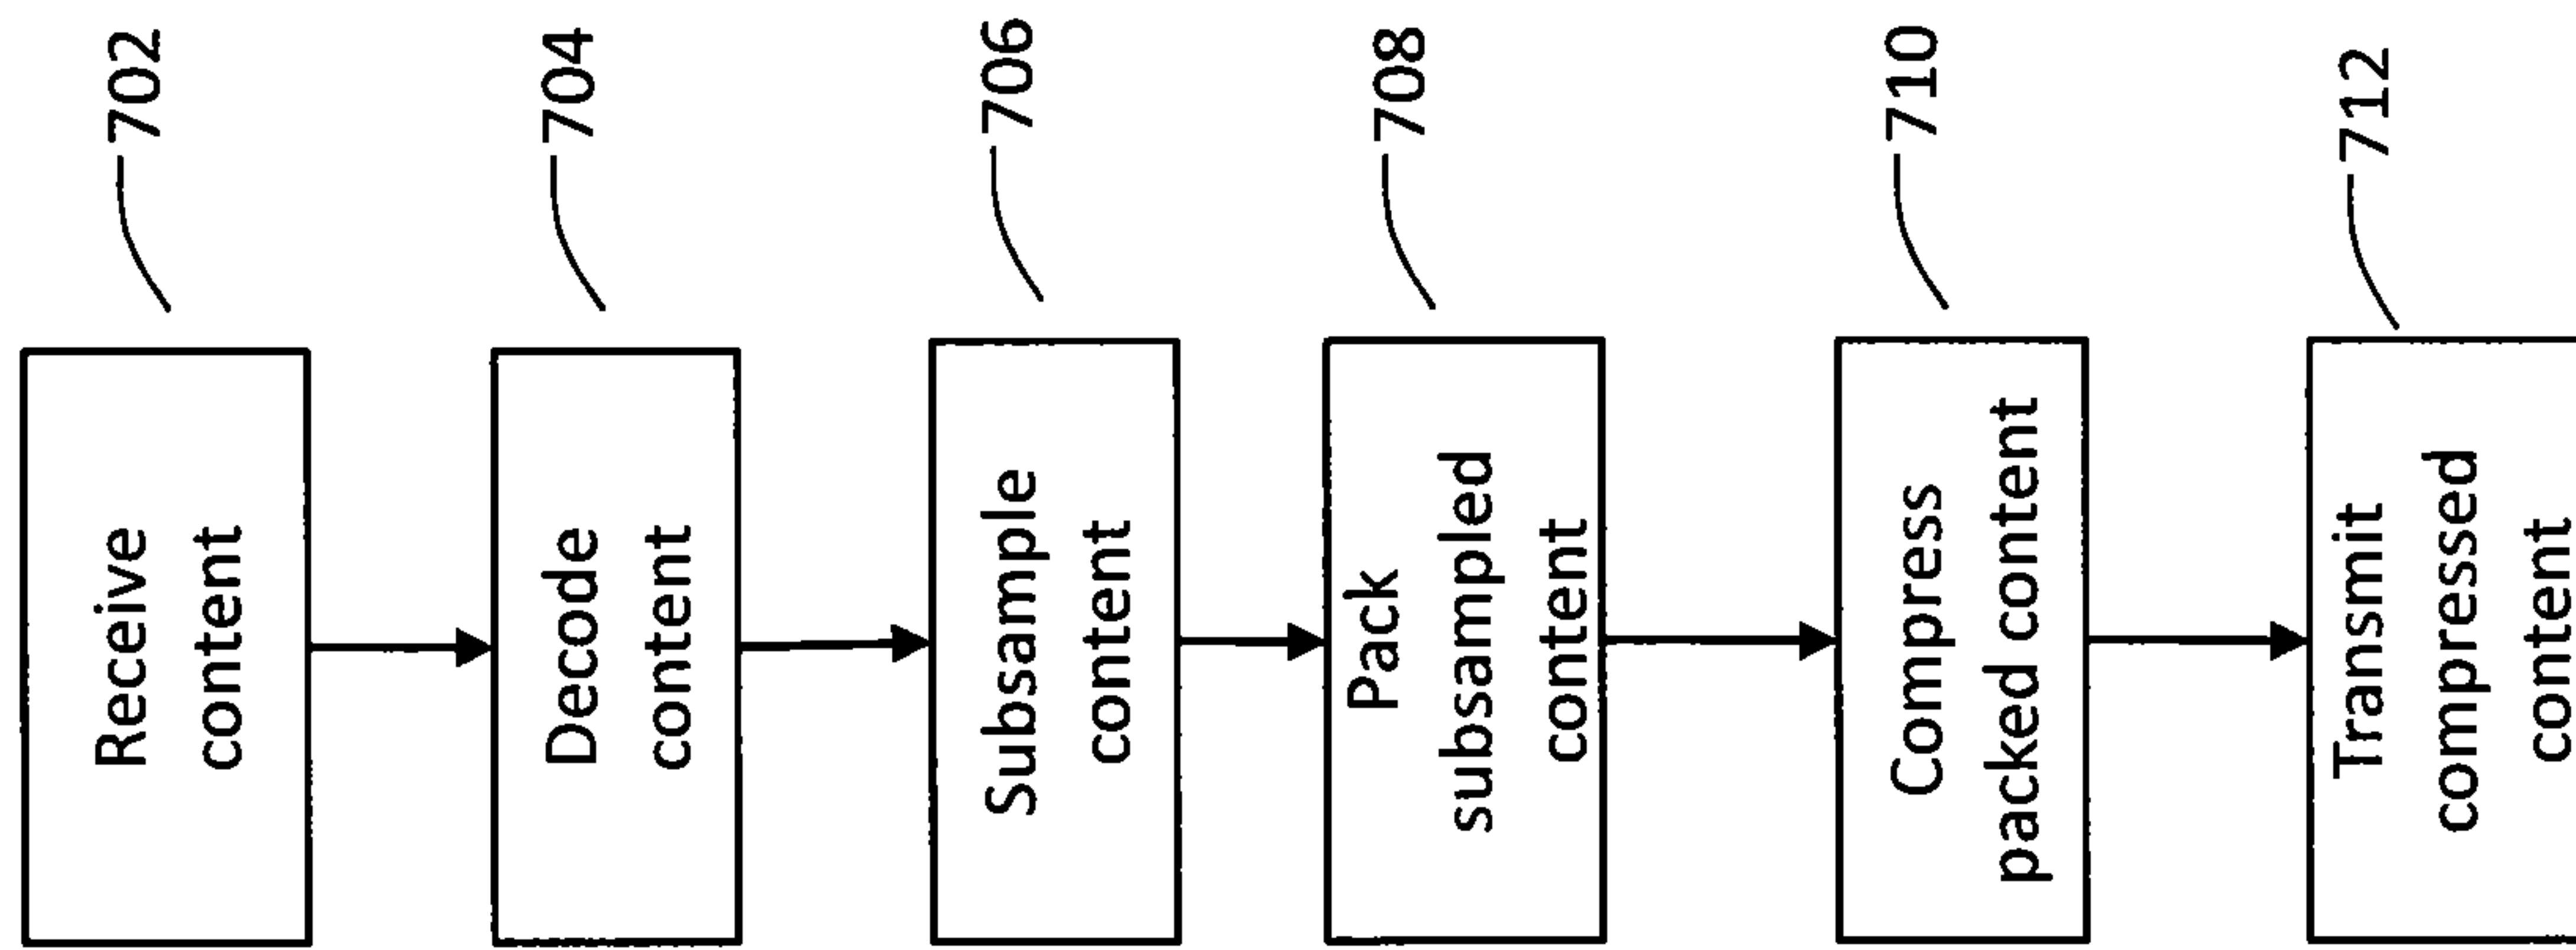 Receive
content
702
Decode
content
704
Subsample
content
706
Pack
subsampled
content
708
Compress
packed content
710
Transmit
compressed
content
712